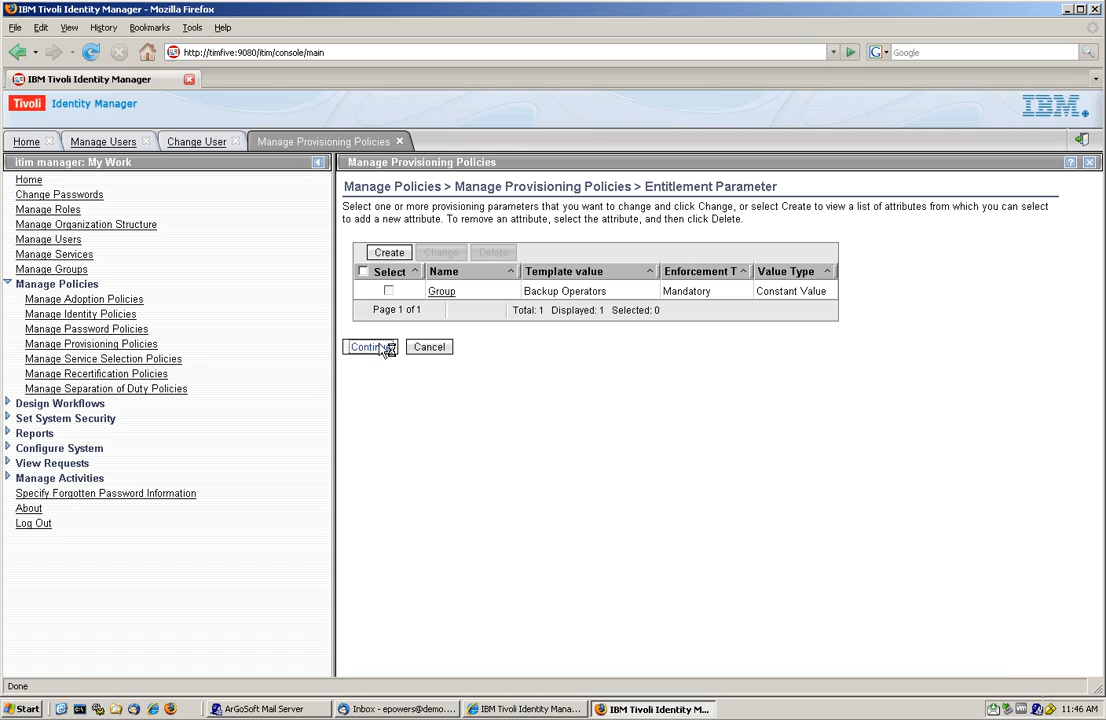 IBM Tivoli Identity Manager - Mozilla Firefox
File Edit View History Bookmarks Tools Help
http://timfive:9080/itim/console/main
G Google
IBM Tivoli Identity Manager
Tivoli Identity Manager
IBM.
Home Manage Users Change User Manage Provisioning Policies
itim manager: My Work
Home
Change Passwords
Manage Roles
Manage Organization Structure
Manage Users
Manage Services
Manage Groups
Manage Policies
Manage Adoption Policies
Manage Identity Policies
Manage Password Policies
Manage Provisioning Policies
Manage Service Selection Policies
Manage Recertification Policies
Manage Separation of Duty Policies
Design Workflows
Set System Security
Reports
Configure System
View Requests
Manage Activities
Specify Forgotten Password Information
About
Log Out
Manage Provisioning Policies
Manage Policies > Manage Provisioning Policies > Entitlement Parameter
Select one or more provisioning parameters that you want to change and click Change, or select Create to view a list of attributes from which you can select
to add a new attribute. To remove an attribute, select the attribute, and then click Delete.
Create Change Delete
Select Name Template value Enforcement T Value Type
Group Backup Operators Mandatory Constant Value
Page 1 of 1 Total: 1 Displayed: 1 Selected: 0
Cancel
Done
Start ArGoSoft Mail Server Inbox - epowers@demo.... IBM Tivoli Identity Mana... IBM Tivoli Identity M... 11:46 AM